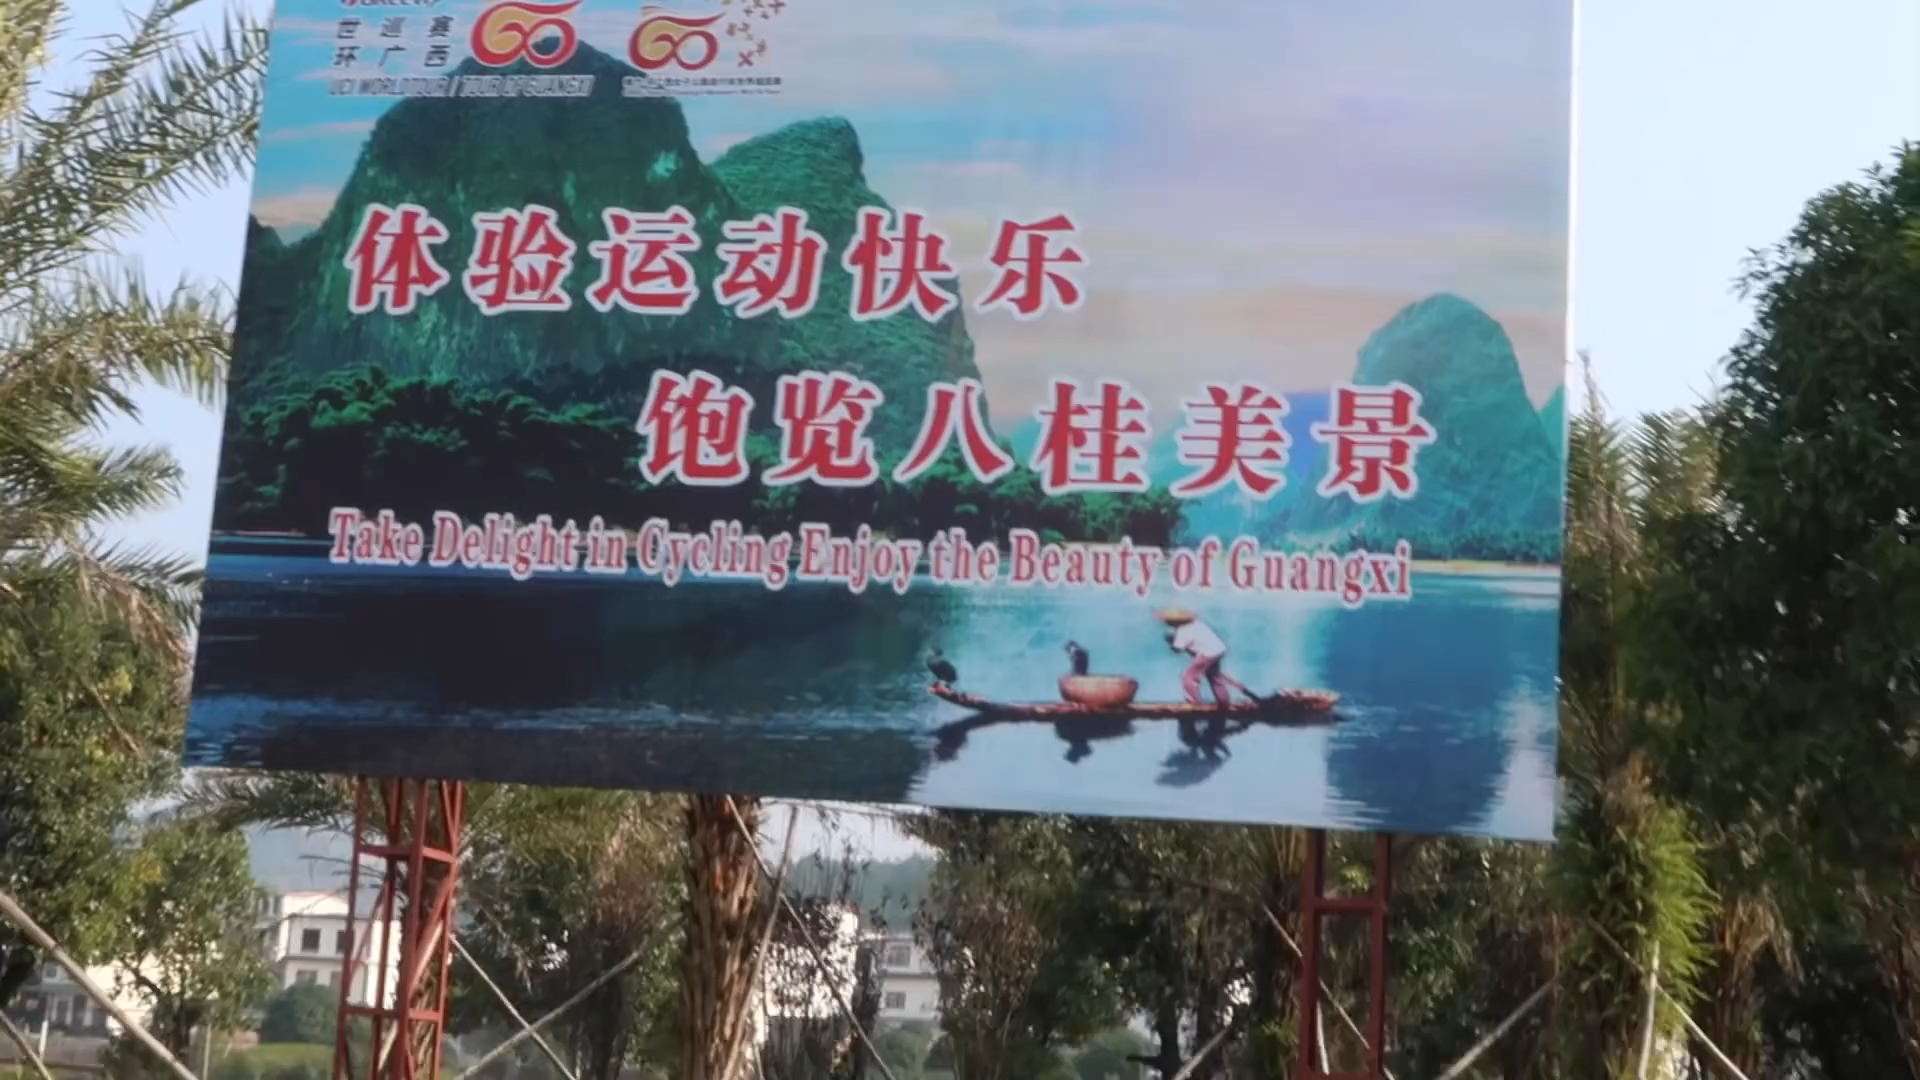 世巡赛
环广西
UCI WORLDTOUR / TOUR OF GUANGXI
体验运动快乐
饱览八桂美景
Take Delight in Cycling Enjoy the Beauty of Guangxi